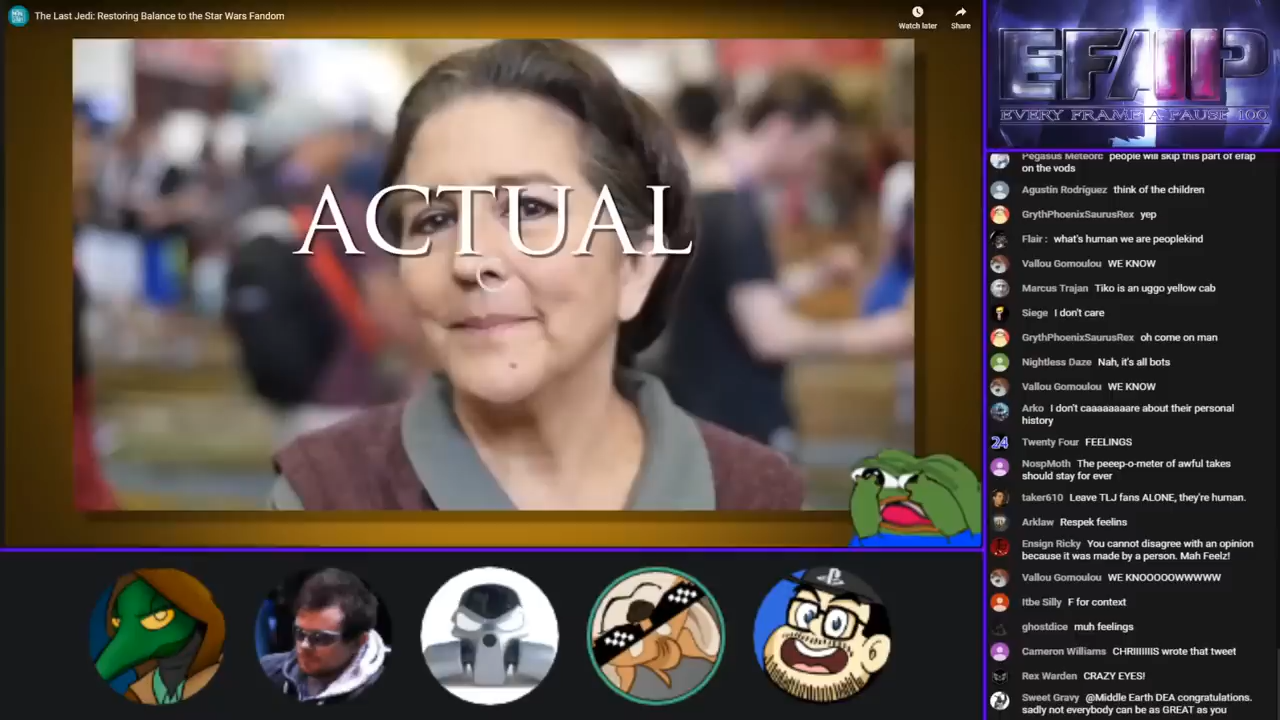 The Last Jedi: Restoring Balance to the Star Wars Fandom
Watch later
Share
ACTUAL
EFAP
EVERY FRAME A PAUSE 100
Pegasus Meteorc people will skip this part of efap
on the vods
Agustin Rodríguez think of the children
GrythPhoenixSaurusRex yep
Flair : what's human we are peoplekind
Vallou Gomoulou WE KNOW
Marcus Trajan Tiko is an uggo yellow cab
Siege I don't care
GrythPhoenixSaurusRex oh come on man
Nightless Daze Nah, it's all bots
Vallou Gomoulou WE KNOW
Arko I don't caaaaaaaare about their personal
history
24 Twenty Four FEELINGS
NospMoth The peeep-o-meter of awful takes
should stay for ever
taker610 Leave TLJ fans ALONE, they're human.
Arklaw Respek feelins
Ensign Ricky You cannot disagree with an opinion
because it was made by a person. Mah Feelz!
Vallou Gomoulou WE KNOOOOOWWWWW
Itbe Silly F for context
ghostdice muh feelings
Cameron Williams CHRIIIIIIIS wrote that tweet
Rex Warden CRAZY EYES!
Sweet Gravy @Middle Earth DEA congratulations.
sadly not everybody can be as GREAT as you